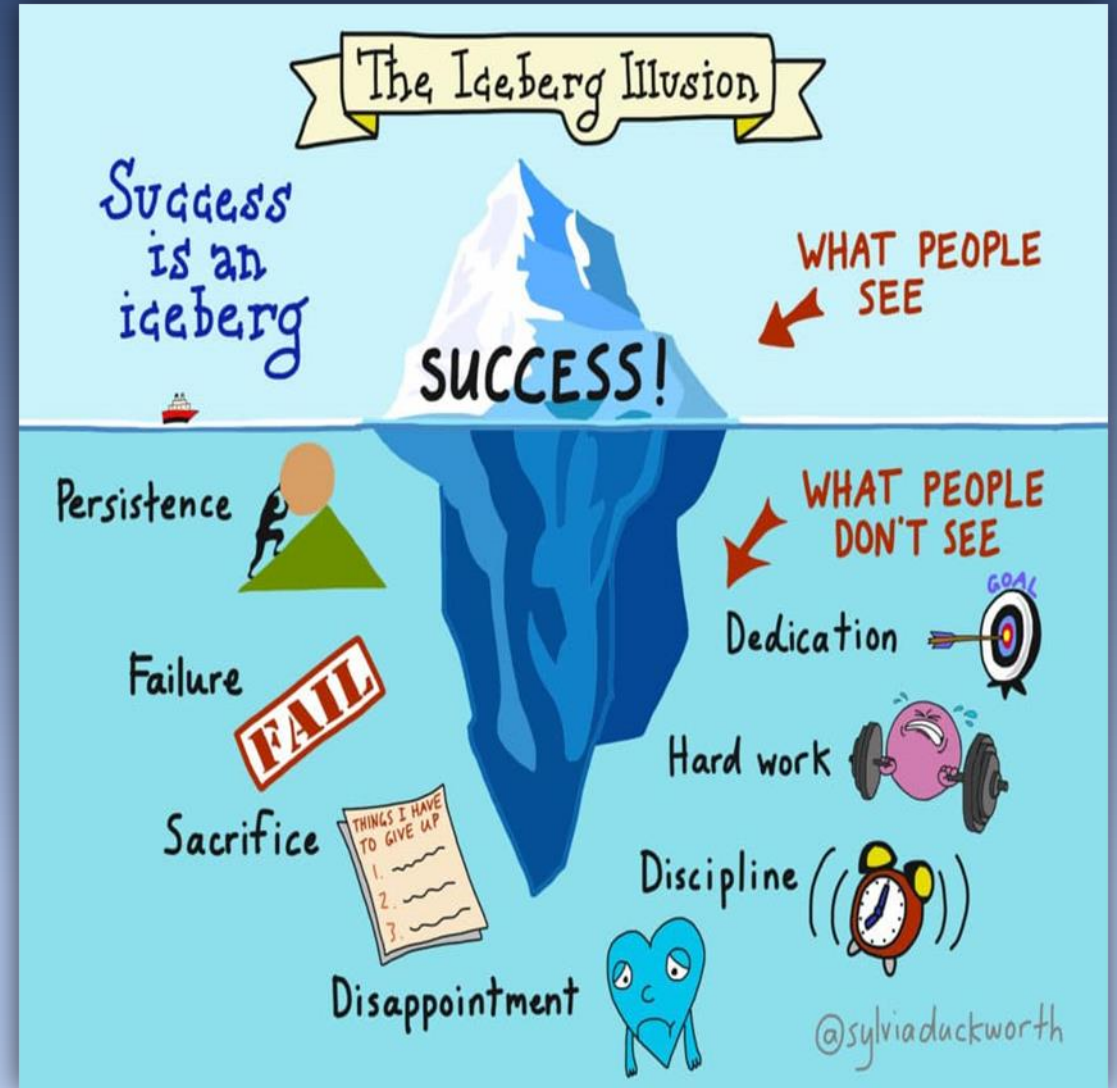 The Iceberg Illusion
Success
is an
iceberg
WHAT PEOPLE
SEE
SUCCESS!
WHAT PEOPLE
DON'T SEE
Persistence
Failure
FAIL
Sacrifice
THINGS I HAVE
TO GIVE UP
1.
2.
3.
Disappointment
GOAL
Dedication
Hard work
Discipline
@sylviaduckworth